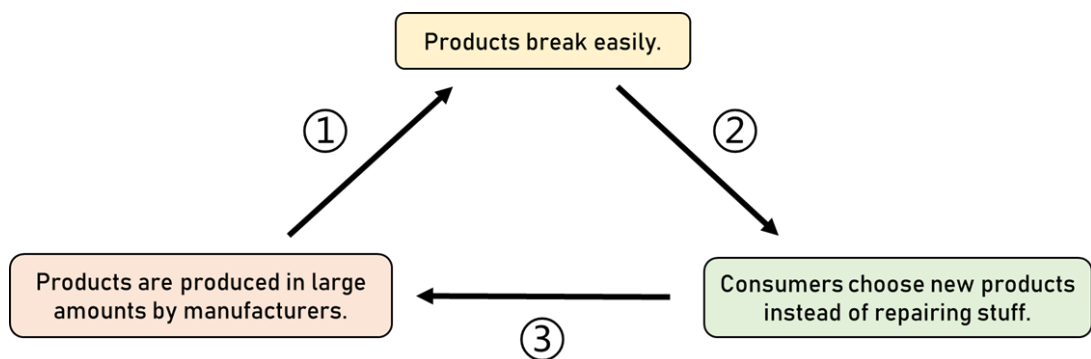 Products break easily.
①
②
Products are produced in large
amounts by manufacturers.
Consumers choose new products
instead of repairing stuff.
③